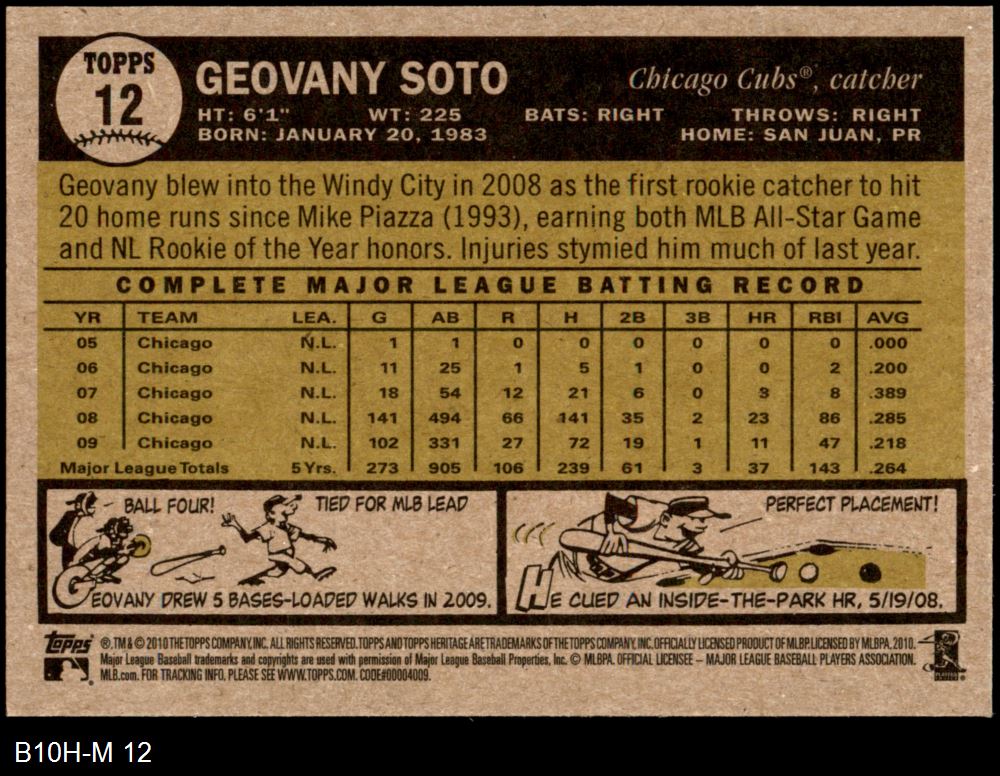 TOPPS
12
GEOVANY SOTO
Chicago Cubs®, catcher
HT: 6'1" WT: 225 BATS: RIGHT THROWS: RIGHT
BORN: JANUARY 20, 1983 HOME: SAN JUAN, PR
Geovany blew into the Windy City in 2008 as the first rookie catcher to hit
20 home runs since Mike Piazza (1993), earning both MLB All-Star Game
and NL Rookie of the Year honors. Injuries stymied him much of last year.
COMPLETE MAJOR LEAGUE BATTING RECORD
YR TEAM LEA. G AB R H 2B 3B HR RBI AVG
05 Chicago N.L. 1 1 0 0 0 0 0 0 .000
06 Chicago N.L. 11 25 1 5 1 0 0 2 .200
07 Chicago N.L. 18 54 12 21 6 0 3 8 .389
08 Chicago N.L. 141 494 66 141 35 2 23 86 .285
09 Chicago N.L. 102 331 27 72 19 1 11 47 .218
Major League Totals 5 Yrs. 273 905 106 239 61 3 37 143 .264
BALL FOUR! TIED FOR MLB LEAD
GEOVANY DREW 5 BASES-LOADED WALKS IN 2009.
PERFECT PLACEMENT!
HE CUED AN INSIDE-THE-PARK HR, 5/19/08.
Topps ®, TM & © 2010 THE TOPPS COMPANY, INC. ALL RIGHTS RESERVED. TOPPS AND TOPPS HERITAGE ARE TRADEMARKS OF THE TOPPS COMPANY, INC. OFFICIALLY LICENSED PRODUCT OF MLBP. LICENSED BY MLBPA, 2010.
Major League Baseball trademarks and copyrights are used with permission of Major League Baseball Properties, Inc. © MLBPA. OFFICIAL LICENSEE – MAJOR LEAGUE BASEBALL PLAYERS ASSOCIATION.
MLB.com. FOR TRACKING INFO, PLEASE SEE WWW.TOPPS.COM. CODE#00004009.
B10H-M 12